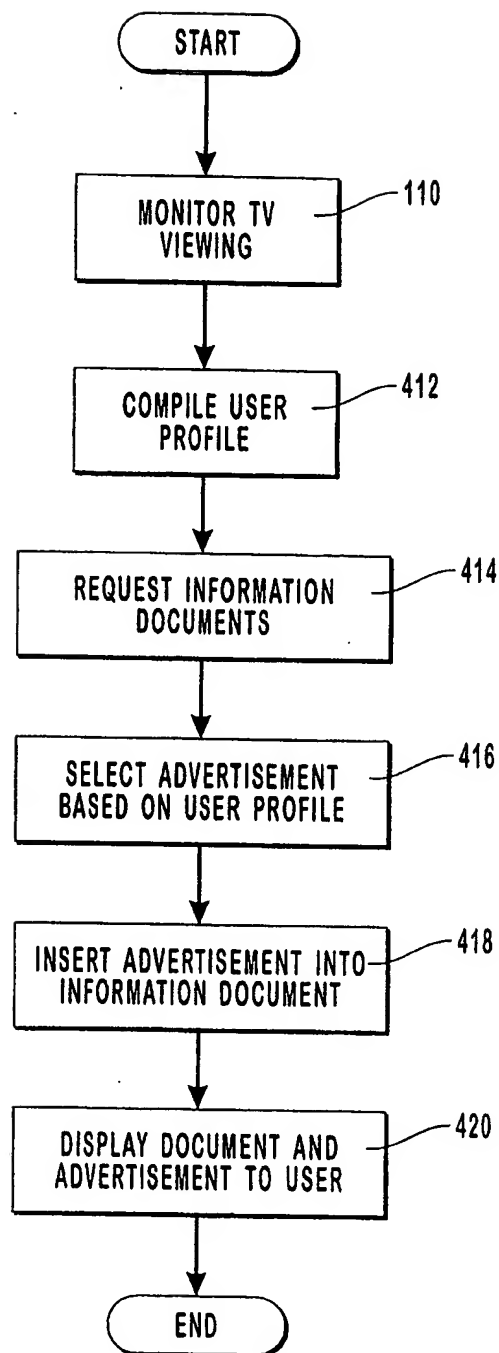 START
MONITOR TV
VIEWING
110
COMPILE USER
PROFILE
412
REQUEST INFORMATION
DOCUMENTS
414
SELECT ADVERTISEMENT
BASED ON USER PROFILE
416
INSERT ADVERTISEMENT INTO
INFORMATION DOCUMENT
418
DISPLAY DOCUMENT AND
ADVERTISEMENT TO USER
420
END